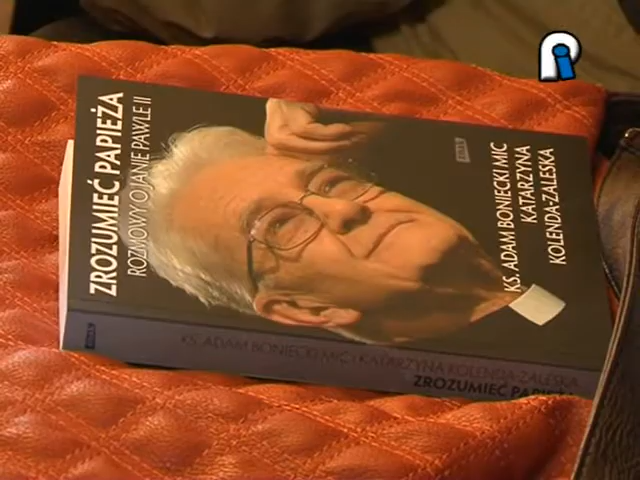 ZROZUMIEĆ PAPIEŻA
ROZMOWY O JANIE PAWLE II
KS. ADAM BONIECKI MIC
KATARZYNA
KOLENDA-ZALESKA
KS. ADAM BONIECKI MIC I KATARZYNA KOLENDA-ZALESKA
ZROZUMIEĆ PAPIEŻA